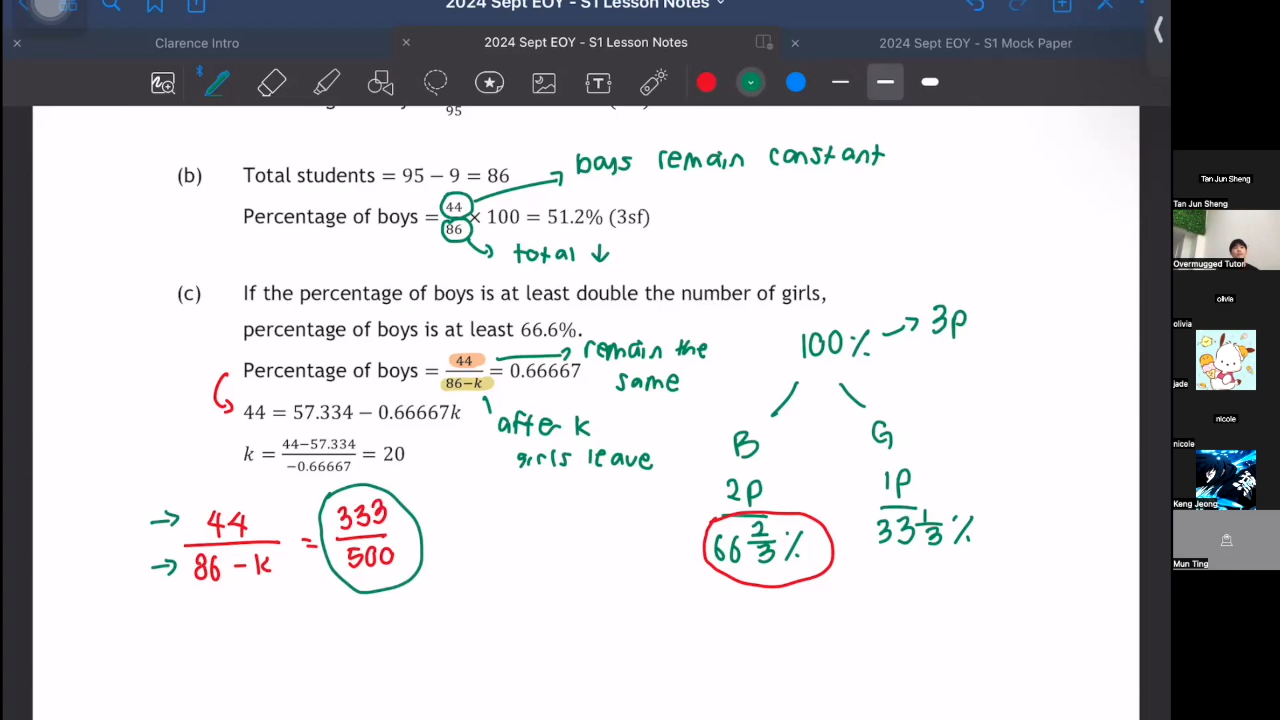 2024 Sept EOY - S1 Lesson Notes
Clarence Intro
2024 Sept EOY - S1 Lesson Notes
2024 Sept EOY - S1 Mock Paper
95
(b) Total students = 95 − 9 = 86
boys remain constant
Percentage of boys = 44/86 × 100 = 51.2% (3sf)
total ↓
(c) If the percentage of boys is at least double the number of girls,
percentage of boys is at least 66.6%.
100% → 3p
Percentage of boys = 44/86−k = 0.66667
remain the
same
44 = 57.334 − 0.66667k
after k
girls leave
k = 44−57.334/−0.66667 = 20
B
G
2p
1p
66 2/3 %
33 1/3 %
→ 44
→ 86 − k
= 333/500
Tan Jun Sheng
Tan Jun Sheng
Overmugged Tutor
olivia
olivia
jade
nicole
nicole
Keng Jeong
Mun Ting